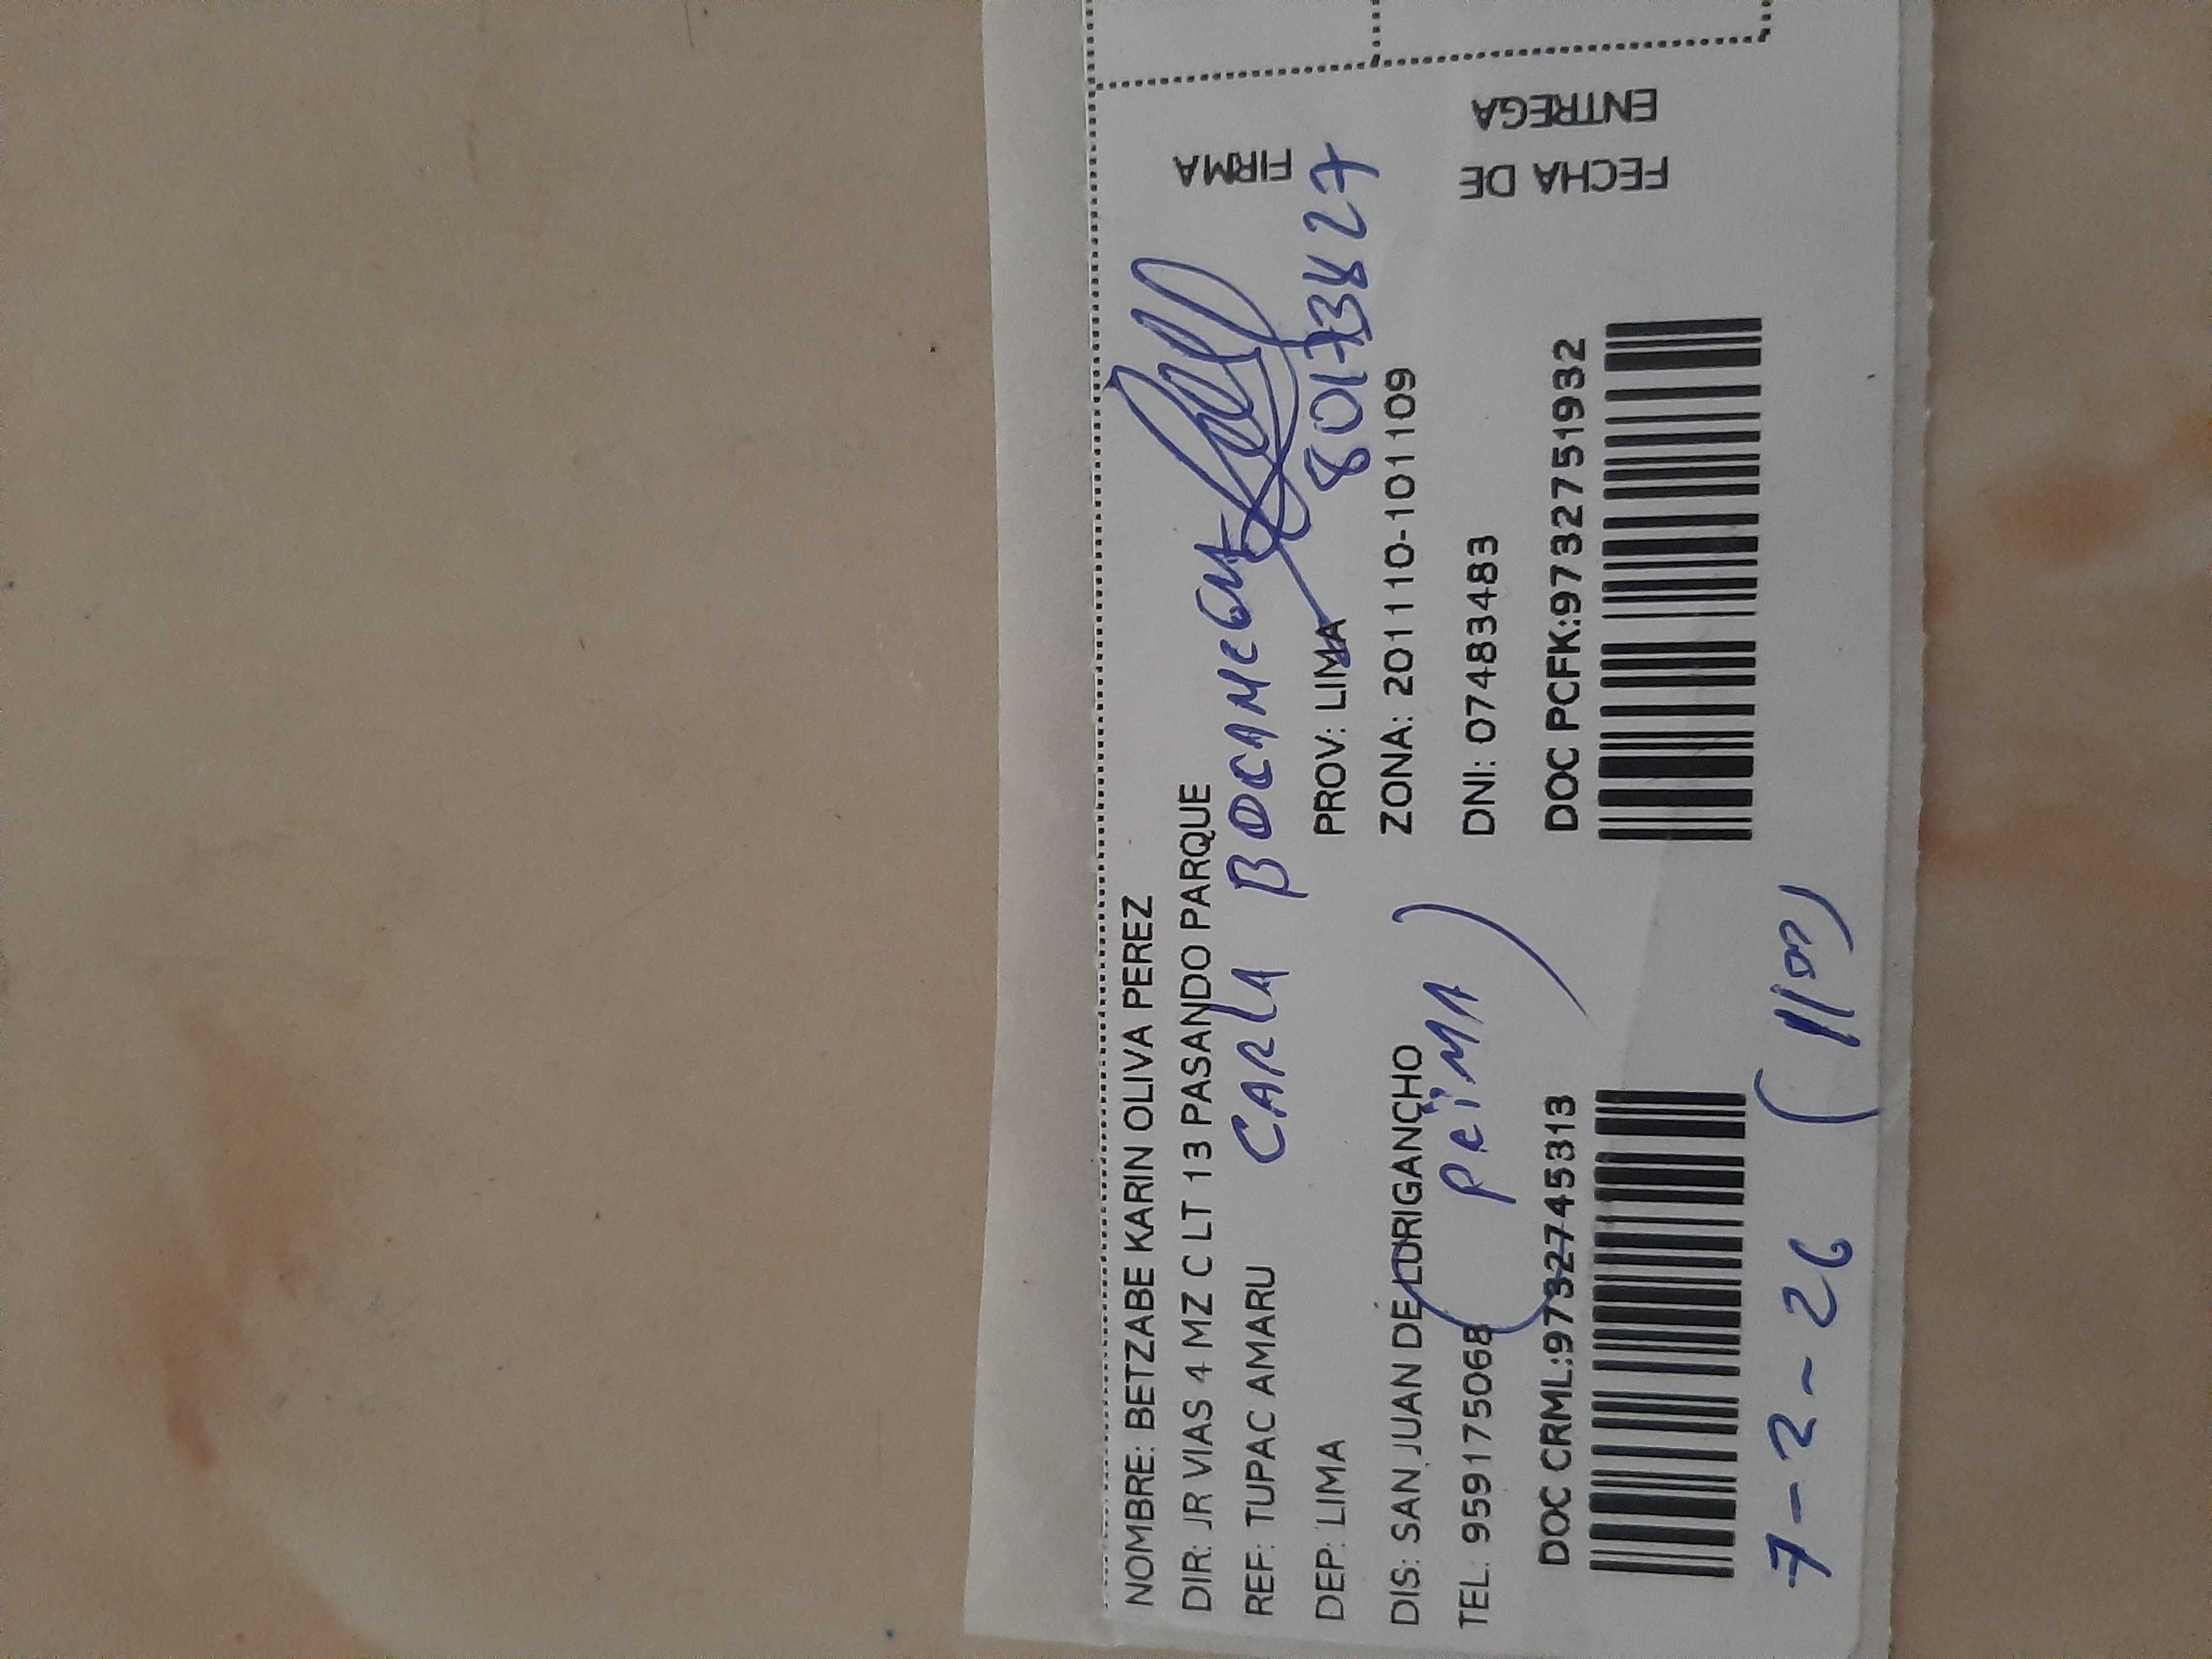 NOMBRE: BETZABE KARIN OLIVA PEREZ
DIR: JR VIAS 4 MZ C LT 13 PASANDO PARQUE
REF: TUPAC AMARU
CARLA BOCANEGRA
DEP: LIMA PROV: LIMA
80173827
DIS: SAN JUAN DE LURIGANCHO ZONA: 201110-101109
(PRIMA)
TEL: 959175068 DNI: 07483483
DOC CRML:9732745313 DOC PCFK:9732751932
7-2-26
FIRMA
FECHA DE
ENTREGA